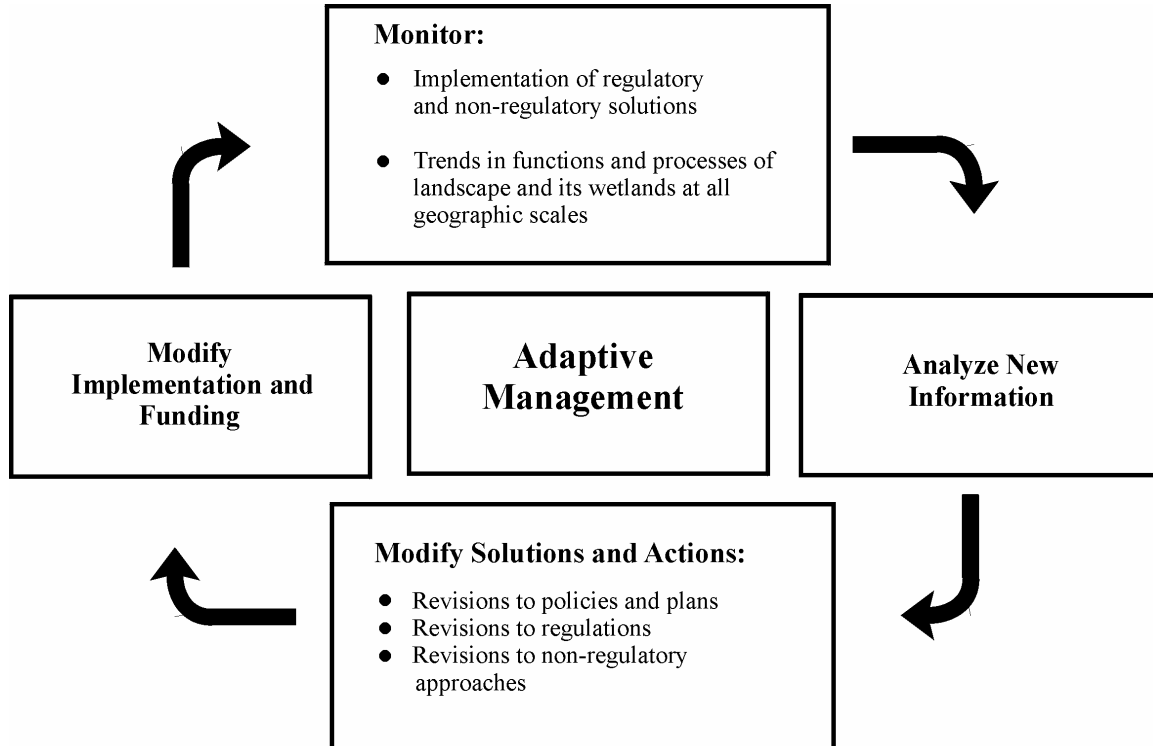 Monitor:
● Implementation of regulatory
and non-regulatory solutions
● Trends in functions and processes of
landscape and its wetlands at all
geographic scales
Modify
Implementation and
Funding
Adaptive
Management
Analyze New
Information
Modify Solutions and Actions:
● Revisions to policies and plans
● Revisions to regulations
● Revisions to non-regulatory
approaches